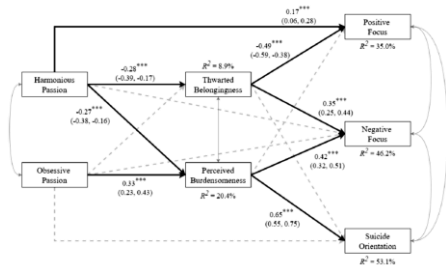 0.17***
(0.06, 0.28)
Positive
Focus
R² = 35.0%
-0.49***
(-0.59, -0.38)
R² = 8.9%
-0.28***
(-0.39, -0.17)
Harmonious
Passion
Thwarted
Belongingness
-0.27***
(-0.38, -0.16)
0.35***
(0.25, 0.44)
Negative
Focus
R² = 46.2%
0.42***
(0.32, 0.51)
Obsessive
Passion
0.33***
(0.23, 0.43)
Perceived
Burdensomeness
R² = 20.4%
0.65***
(0.55, 0.75)
Suicide
Orientation
R² = 53.1%